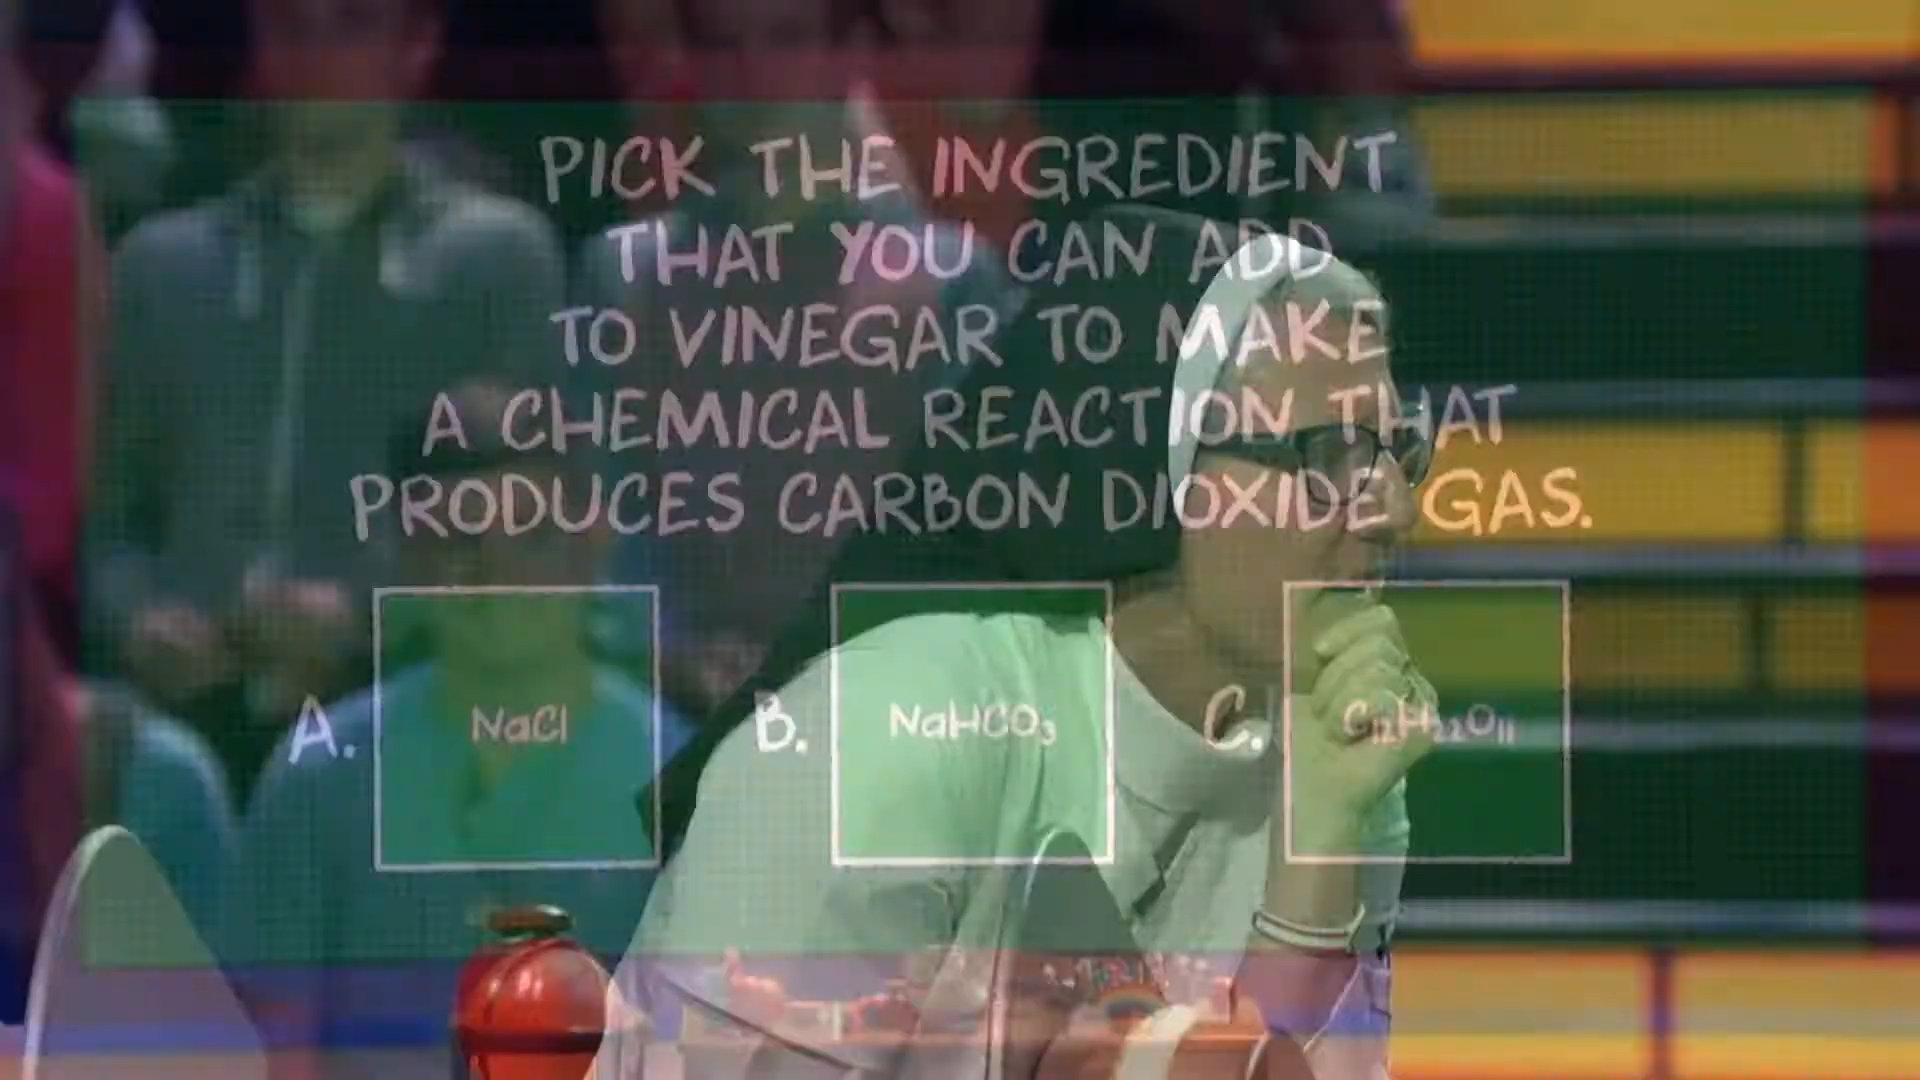 PICK THE INGREDIENT
THAT YOU CAN ADD
TO VINEGAR TO MAKE
A CHEMICAL REACTION THAT
PRODUCES CARBON DIOXIDE GAS.
A. NaCl B. NaHCO₃ C. C₁₂H₂₂O₁₁